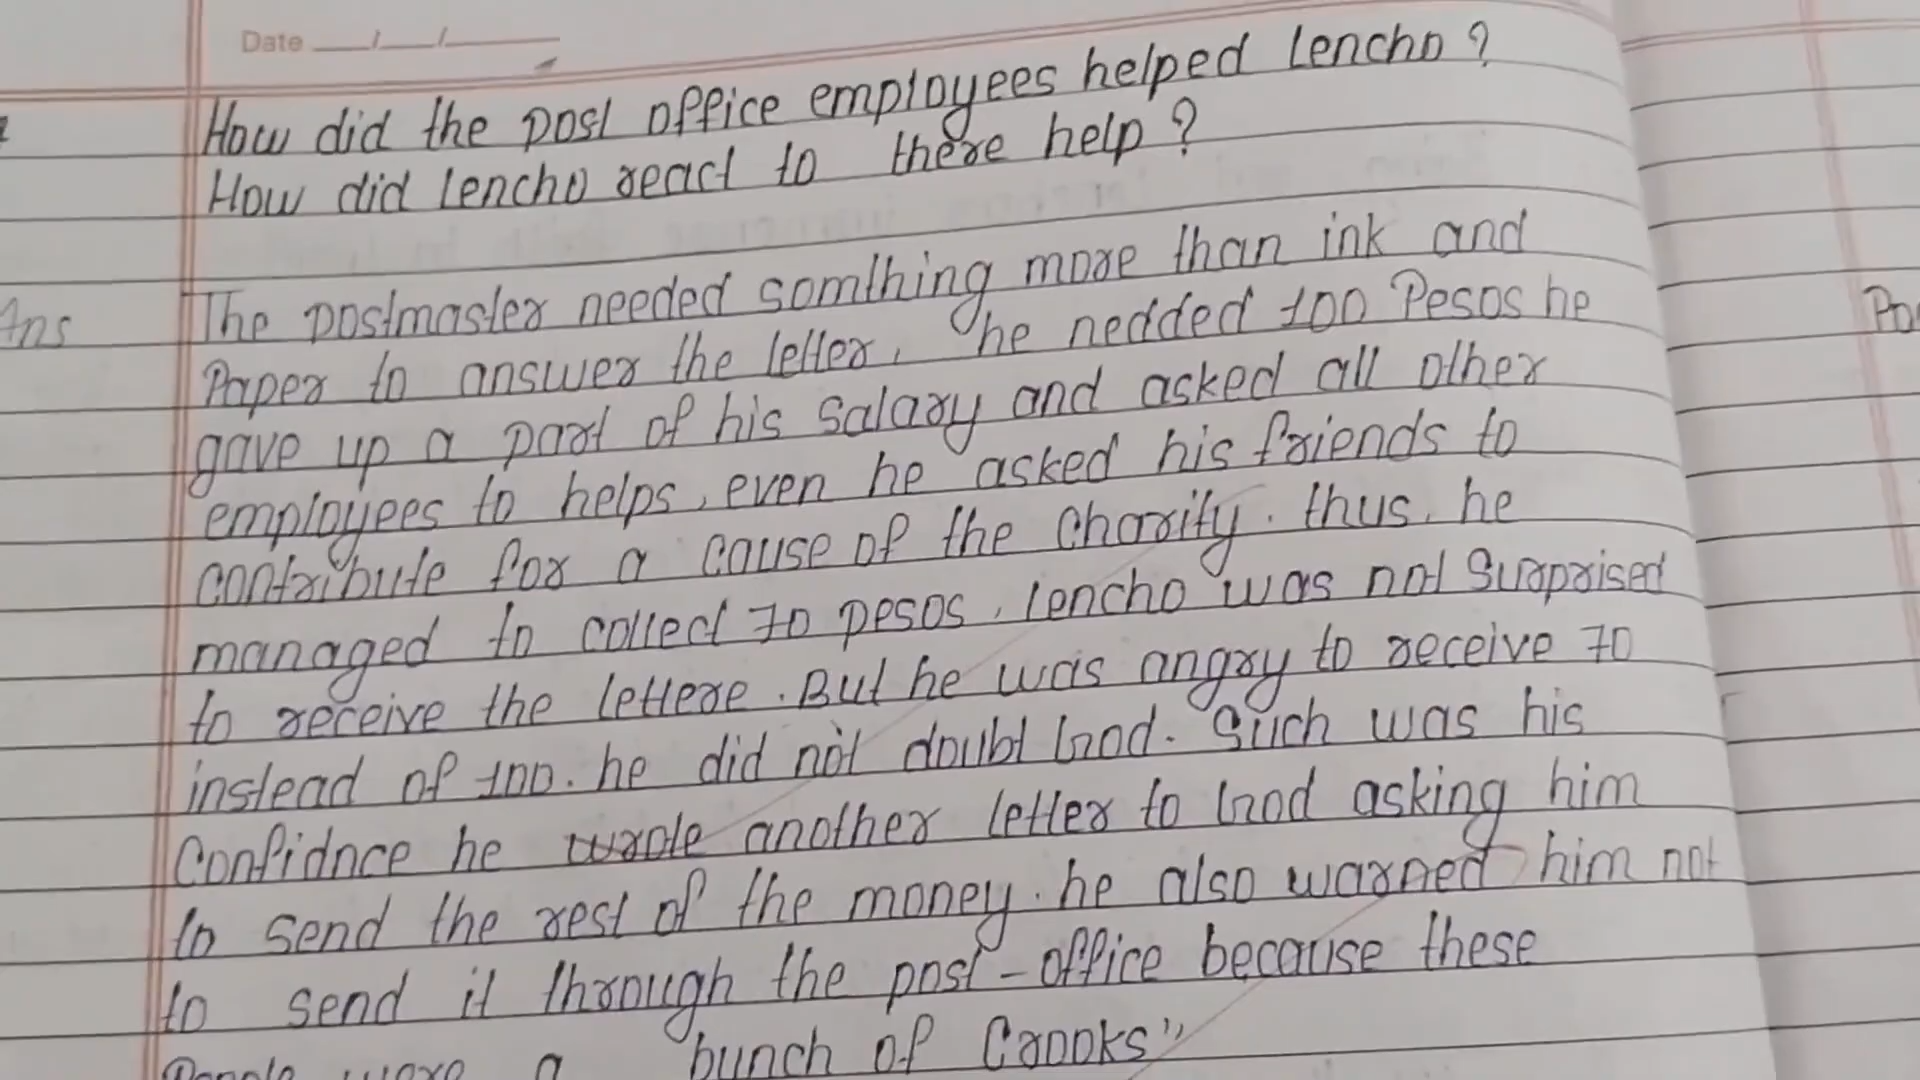 Date __/__/__
How did the post office employees helped lencho ?
How did lencho react to there help ?
Ans The postmaster needed somthing more than ink and
Paper to answer the letter, he nedded 100 Pesos he
gave up a part of his salary and asked all other
employees to helps, even he asked his friends to
contribute for a cause of the charity. thus, he
managed to collect 70 pesos, lencho was not surprised
to receive the lettere. But he was angry to receive 70
instead of 100. he did not doubt God. Such was his
Confidnce he wrote another letter to God asking him
to send the rest of the money. he also warned him not
to send it through the post-office because these
People were a bunch of Crooks"